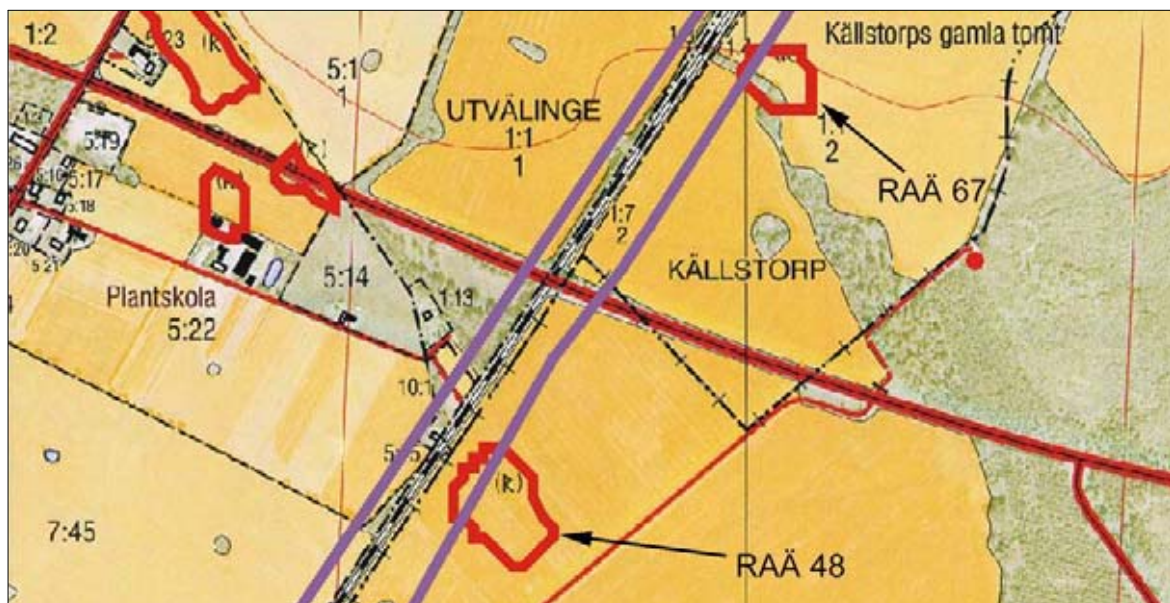 1:2
5:23
(R)
5:1
1
UTVÄLINGE
1:1
1
Källstorps gamla tomt
1:1
2
RAÄ 67
5:19
5:17
5:18
5:21
(R)
(R)
1:7
2
KÄLLSTORP
5:14
1:13
Plantskola
5:22
10:1
(R)
7:45
RAÄ 48